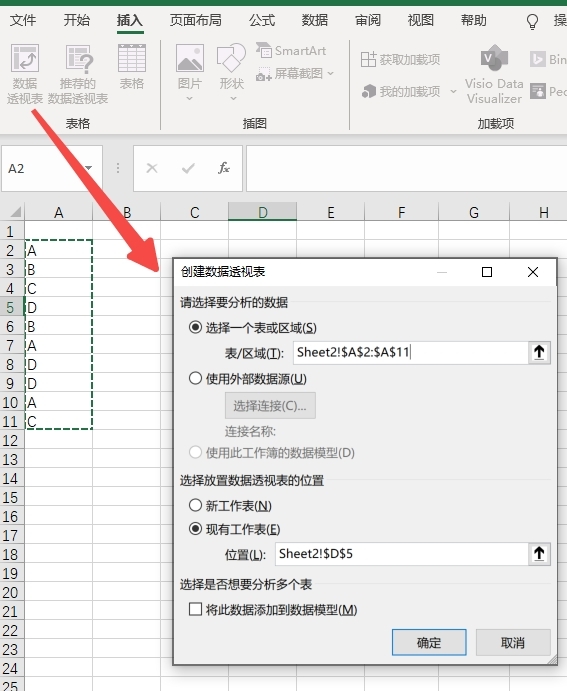 文件 开始 插入 页面布局 公式 数据 审阅 视图 帮助
数据
透视表
推荐的
数据透视表
表格
表格
图片
形状
SmartArt
屏幕截图
插图
获取加载项
我的加载项
Visio Data
Visualizer
Bin
Peo
加载项
A2
fx
A B C D E F G H
1
2 A
3 B
4 C
5 D
6 B
7 A
8 D
9 D
10 A
11 C
12
13
14
15
16
17
18
19
20
21
22
23
24
25
创建数据透视表
请选择要分析的数据
选择一个表或区域(S)
表/区域(T): Sheet2!$A$2:$A$11
使用外部数据源(U)
选择连接(C)...
连接名称:
使用此工作簿的数据模型(D)
选择放置数据透视表的位置
新工作表(N)
现有工作表(E)
位置(L): Sheet2!$D$5
选择是否想要分析多个表
将此数据添加到数据模型(M)
确定 取消